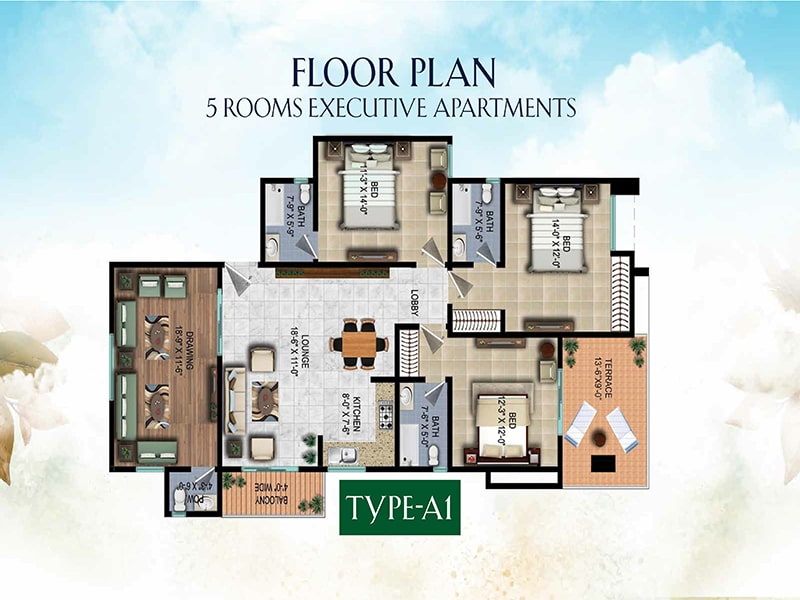 FLOOR PLAN
5 ROOMS EXECUTIVE APARTMENTS
BED
11'-3" X 14'-0"
BATH
7'-9" X 5'-9"
BATH
7'-9" X 5'-6"
BED
14'-0" X 12'-0"
LOBBY
DRAWING
18'-9" X 11'-6"
LOUNGE
18'-6" X 11'-0"
KITCHEN
8'-0" X 7'-6"
BATH
7'-6" X 5'-0"
BED
12'-3" X 12'-0"
TERRACE
13'-6"X9'-0"
POW
4'-3" X 6'-0"
BALOCNY
4'-0" WIDE
TYPE-A1